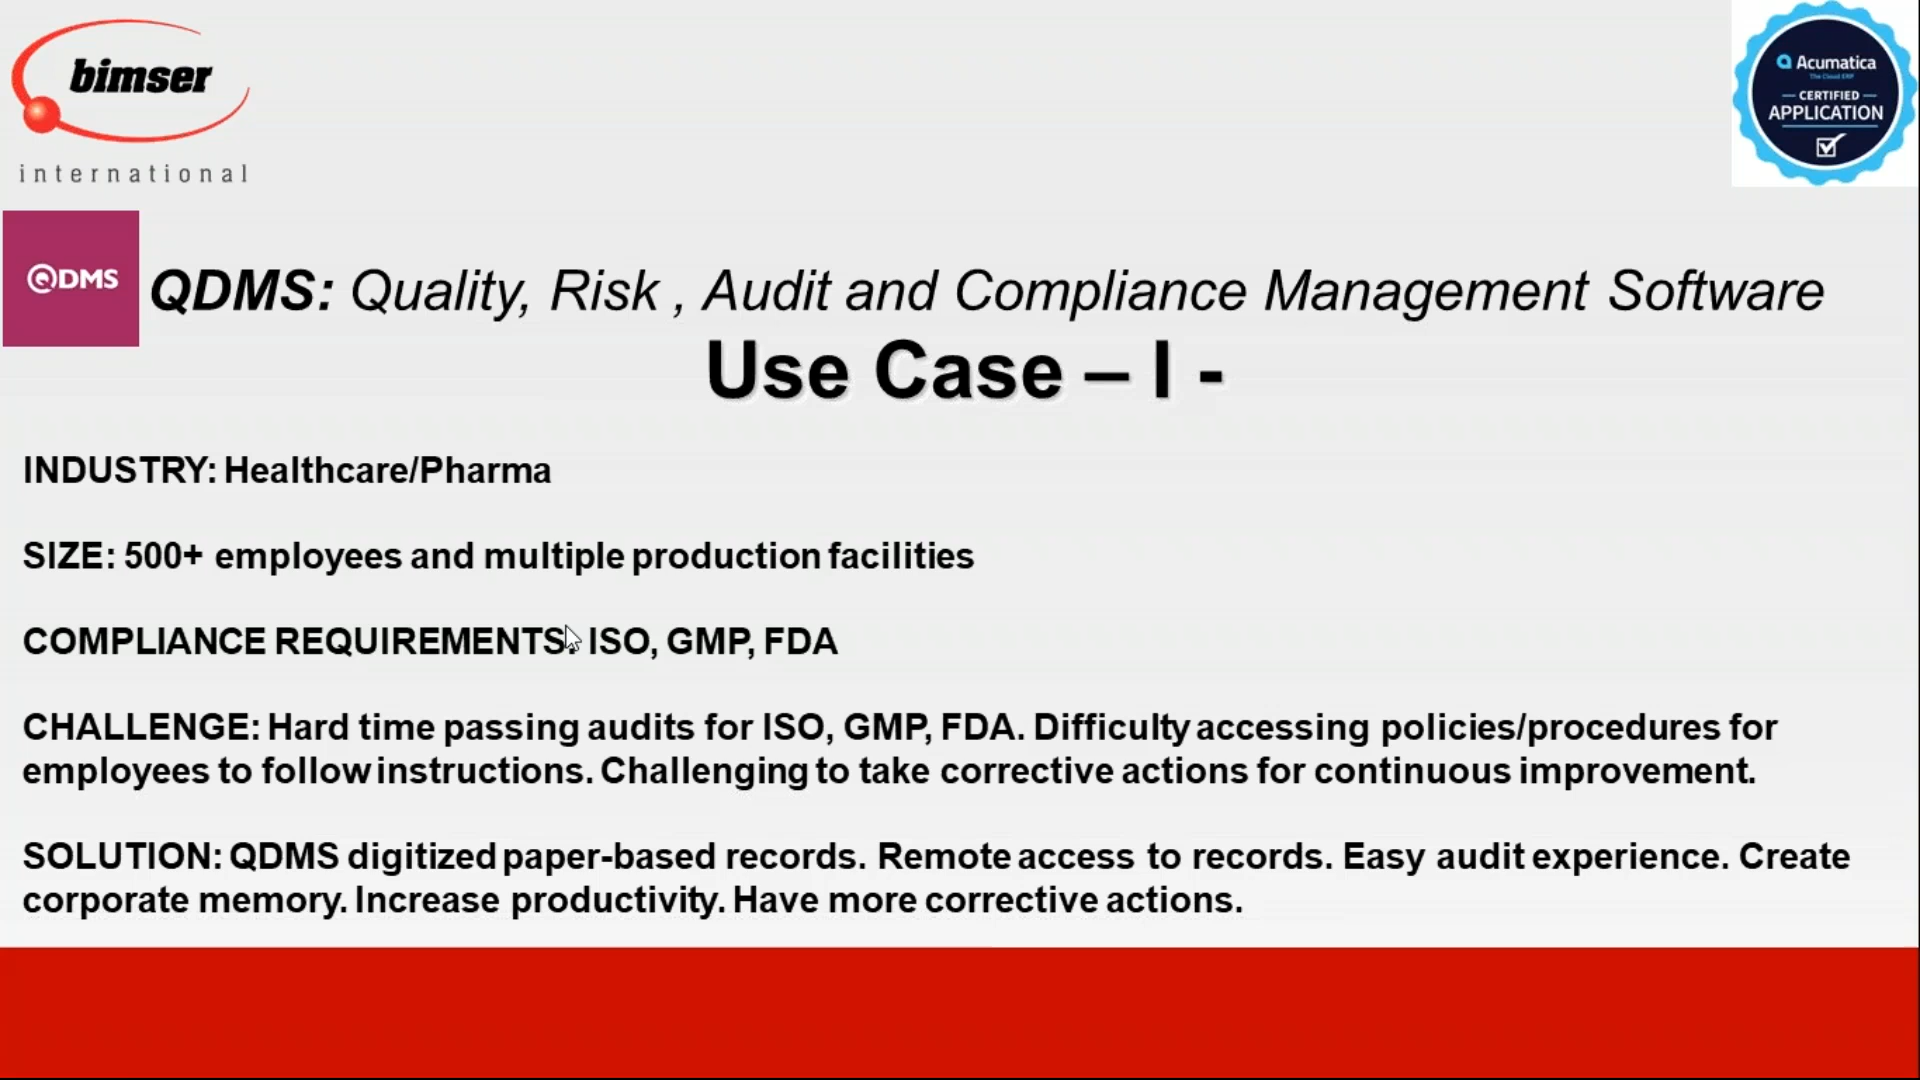 bimser
international
Acumatica
The Cloud ERP
CERTIFIED
APPLICATION
QDMS
QDMS: Quality, Risk , Audit and Compliance Management Software
Use Case – I -
INDUSTRY: Healthcare/Pharma
SIZE: 500+ employees and multiple production facilities
COMPLIANCE REQUIREMENTS: ISO, GMP, FDA
CHALLENGE: Hard time passing audits for ISO, GMP, FDA. Difficulty accessing policies/procedures for
employees to follow instructions. Challenging to take corrective actions for continuous improvement.
SOLUTION: QDMS digitized paper-based records. Remote access to records. Easy audit experience. Create
corporate memory. Increase productivity. Have more corrective actions.